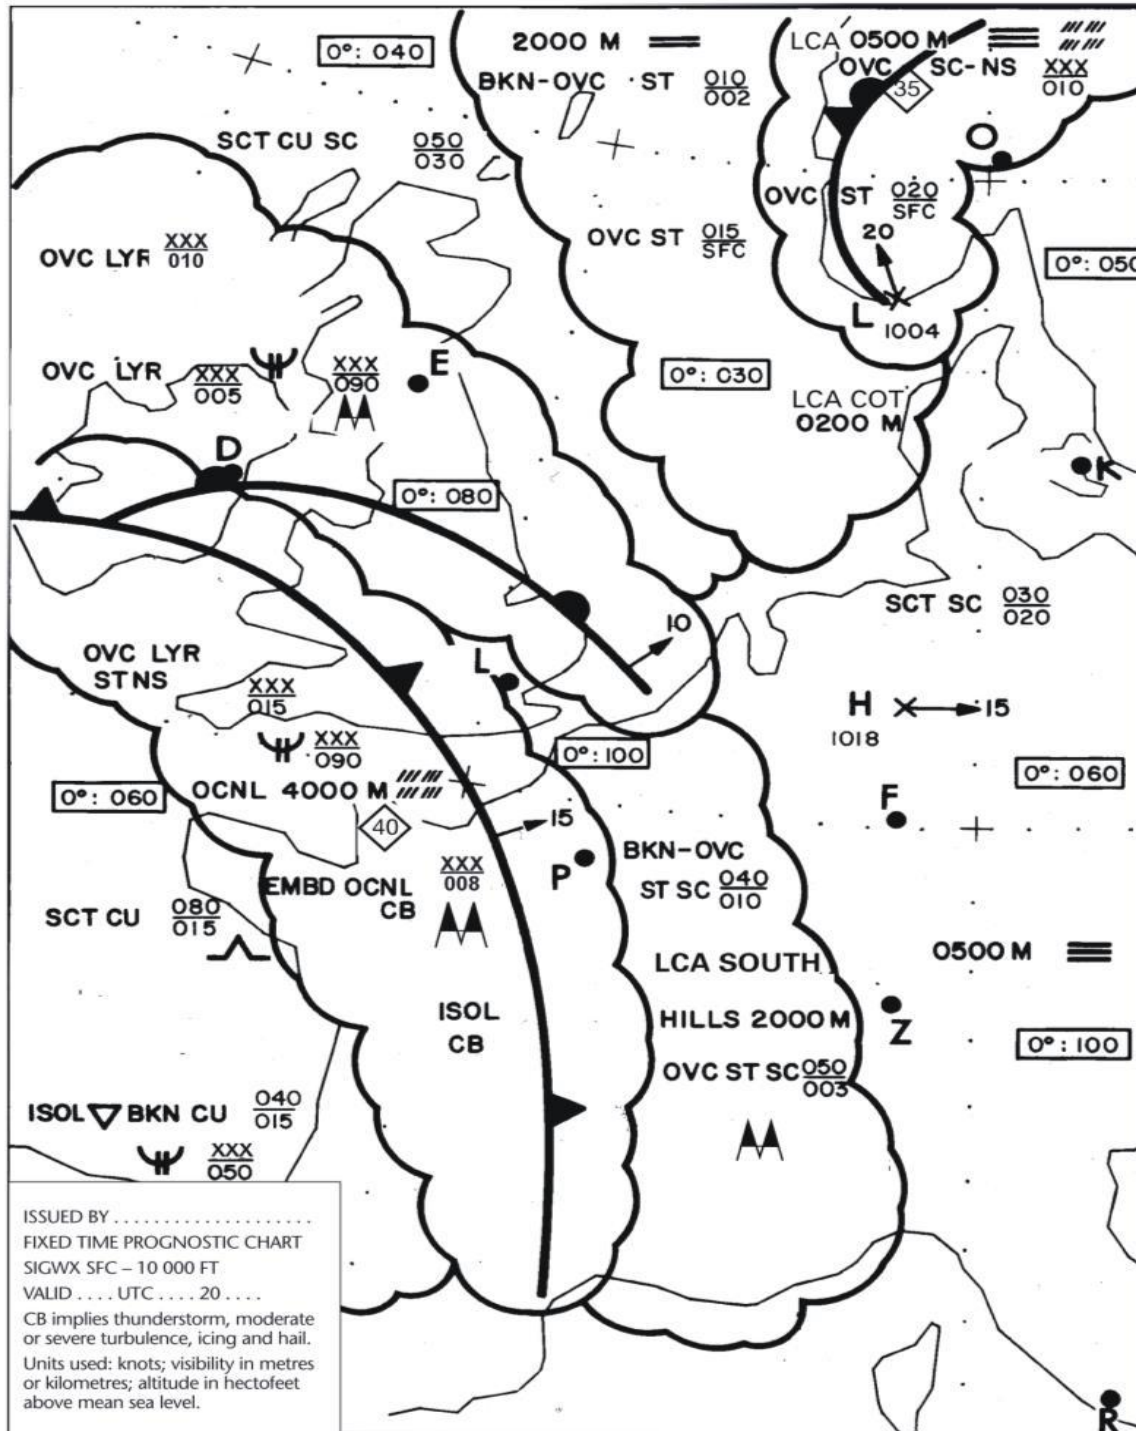 0°: 040
2000 M
BKN-OVC ST 010
002
LCA 0500 M
OVC SC-NS XXX
010
35
SCT CU SC 050
030
O
OVC ST 020
SFC
20
OVC LYR XXX
010
OVC ST 015
SFC
0°: 050
L
1004
OVC LYR XXX
005
XXX
090
E
0°: 030
LCA COT
0200 M
D
K
0°: 080
SCT SC 030
020
10
OVC LYR
ST NS
XXX
015
L
H
15
1018
XXX
090
0°: 100
0°: 060
0°: 060
OCNL 4000 M
40
15
F
P
BKN-OVC
ST SC 040
010
EMBD OCNL
CB
XXX
008
SCT CU 080
015
LCA SOUTH
HILLS 2000 M
OVC ST SC 050
003
0500 M
Z
ISOL
CB
0°: 100
ISOL BKN CU 040
015
XXX
050
R
ISSUED BY . . . . . . . . . . . . . . . . . . . .
FIXED TIME PROGNOSTIC CHART
SIGWX SFC – 10 000 FT
VALID . . . . UTC . . . . 20 . . . .
CB implies thunderstorm, moderate
or severe turbulence, icing and hail.
Units used: knots; visibility in metres
or kilometres; altitude in hectofeet
above mean sea level.